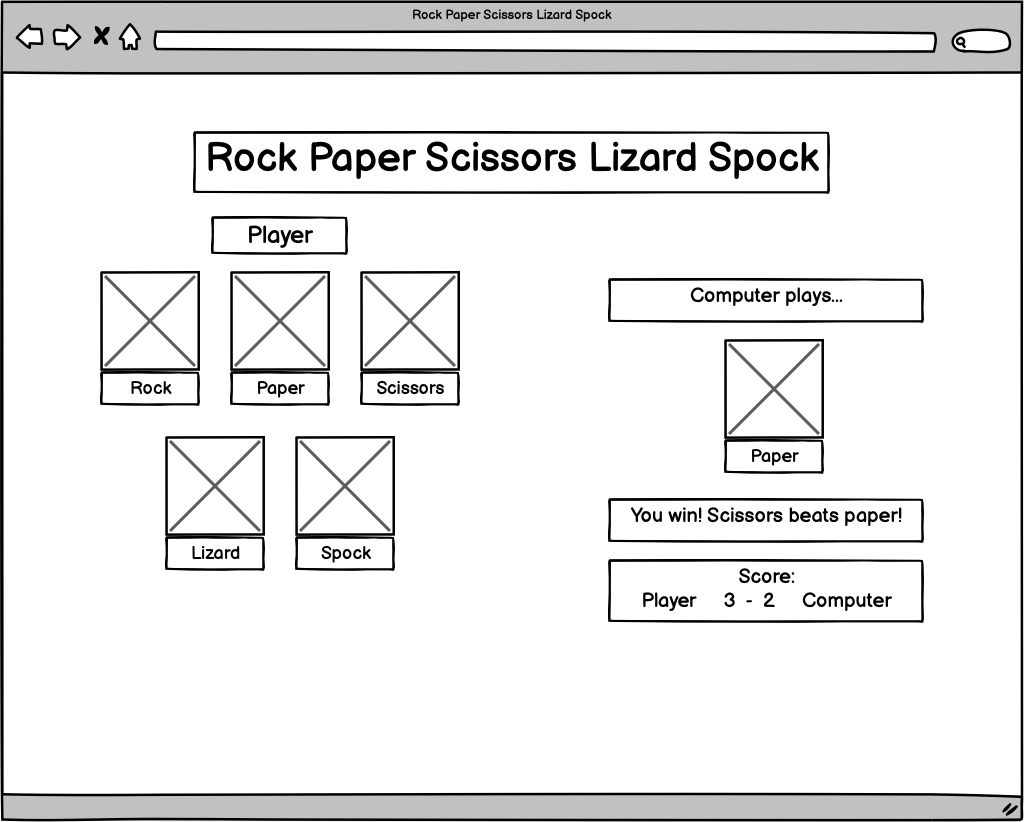 Rock Paper Scissors Lizard Spock
Rock Paper Scissors Lizard Spock
Player
Rock
Paper
Scissors
Lizard
Spock
Computer plays...
Paper
You win! Scissors beats paper!
Score:
Player 3 - 2 Computer